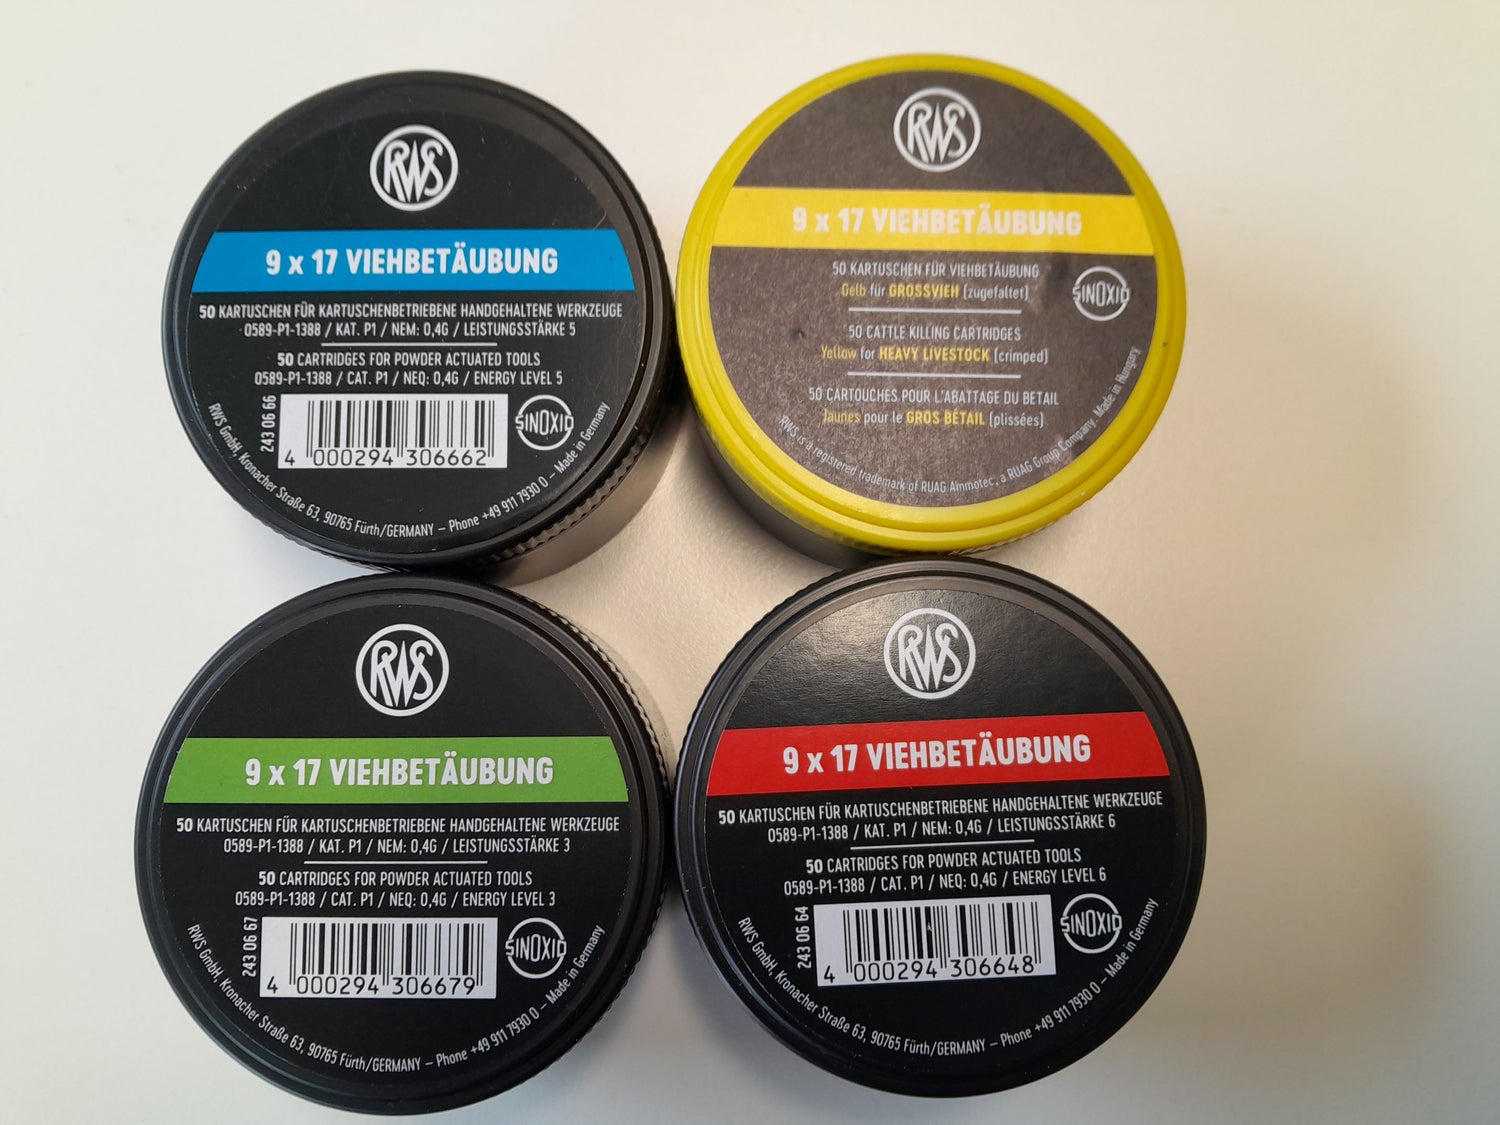 RWS
9 x 17 VIEHBETÄUBUNG
50 KARTUSCHEN FÜR KARTUSCHENBETRIEBENE HANDGEHALTENE WERKZEUGE
0589-P1-1388 / KAT. P1 / NEM: 0,4G / LEISTUNGSSTÄRKE 5
50 CARTRIDGES FOR POWDER ACTUATED TOOLS
0589-P1-1388 / CAT. P1 / NEQ: 0,4G / ENERGY LEVEL 5
243 06 66
4 000294 306662
SINOXID
RWS GmbH, Kronacher Straße 63, 90765 Fürth/GERMANY – Phone +49 911 7930 0 – Made in Germany
RWS
9 x 17 VIEHBETÄUBUNG
50 KARTUSCHEN FÜR VIEHBETÄUBUNG
Gelb für GROSSVIEH [zugefaltet]
SINOXID
50 CATTLE KILLING CARTRIDGES
Yellow for HEAVY LIVESTOCK [crimped]
50 CARTOUCHES POUR L'ABATTAGE DU BETAIL
Jaunes pour le GROS BÉTAIL [plissées]
RWS is a registered trademark of RUAG Ammotec, a RUAG Group Company. Made in Hungary
RWS
9 x 17 VIEHBETÄUBUNG
50 KARTUSCHEN FÜR KARTUSCHENBETRIEBENE HANDGEHALTENE WERKZEUGE
0589-P1-1388 / KAT. P1 / NEM: 0,4G / LEISTUNGSSTÄRKE 3
50 CARTRIDGES FOR POWDER ACTUATED TOOLS
0589-P1-1388 / CAT. P1 / NEQ: 0,4G / ENERGY LEVEL 3
243 06 67
4 000294 306679
SINOXID
RWS GmbH, Kronacher Straße 63, 90765 Fürth/GERMANY – Phone +49 911 7930 0 – Made in Germany
RWS
9 x 17 VIEHBETÄUBUNG
50 KARTUSCHEN FÜR KARTUSCHENBETRIEBENE HANDGEHALTENE WERKZEUGE
0589-P1-1388 / KAT. P1 / NEM: 0,4G / LEISTUNGSSTÄRKE 6
50 CARTRIDGES FOR POWDER ACTUATED TOOLS
0589-P1-1388 / CAT. P1 / NEQ: 0,4G / ENERGY LEVEL 6
243 06 64
4 000294 306648
SINOXID
RWS GmbH, Kronacher Straße 63, 90765 Fürth/GERMANY – Phone +49 911 7930 0 – Made in Germany